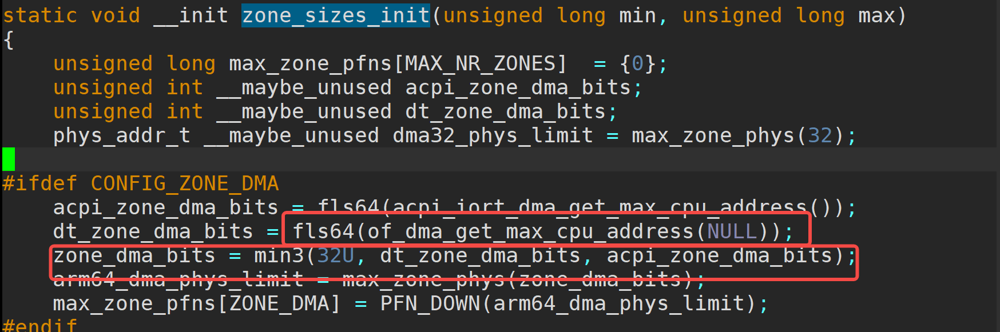 static void __init zone_sizes_init(unsigned long min, unsigned long max)
{
    unsigned long max_zone_pfns[MAX_NR_ZONES]  = {0};
    unsigned int __maybe_unused acpi_zone_dma_bits;
    unsigned int __maybe_unused dt_zone_dma_bits;
    phys_addr_t __maybe_unused dma32_phys_limit = max_zone_phys(32);
#ifdef CONFIG_ZONE_DMA
    acpi_zone_dma_bits = fls64(acpi_iort_dma_get_max_cpu_address());
    dt_zone_dma_bits = fls64(of_dma_get_max_cpu_address(NULL));
    zone_dma_bits = min3(32U, dt_zone_dma_bits, acpi_zone_dma_bits);
    arm64_dma_phys_limit = max_zone_phys(zone_dma_bits);
    max_zone_pfns[ZONE_DMA] = PFN_DOWN(arm64_dma_phys_limit);
#endif